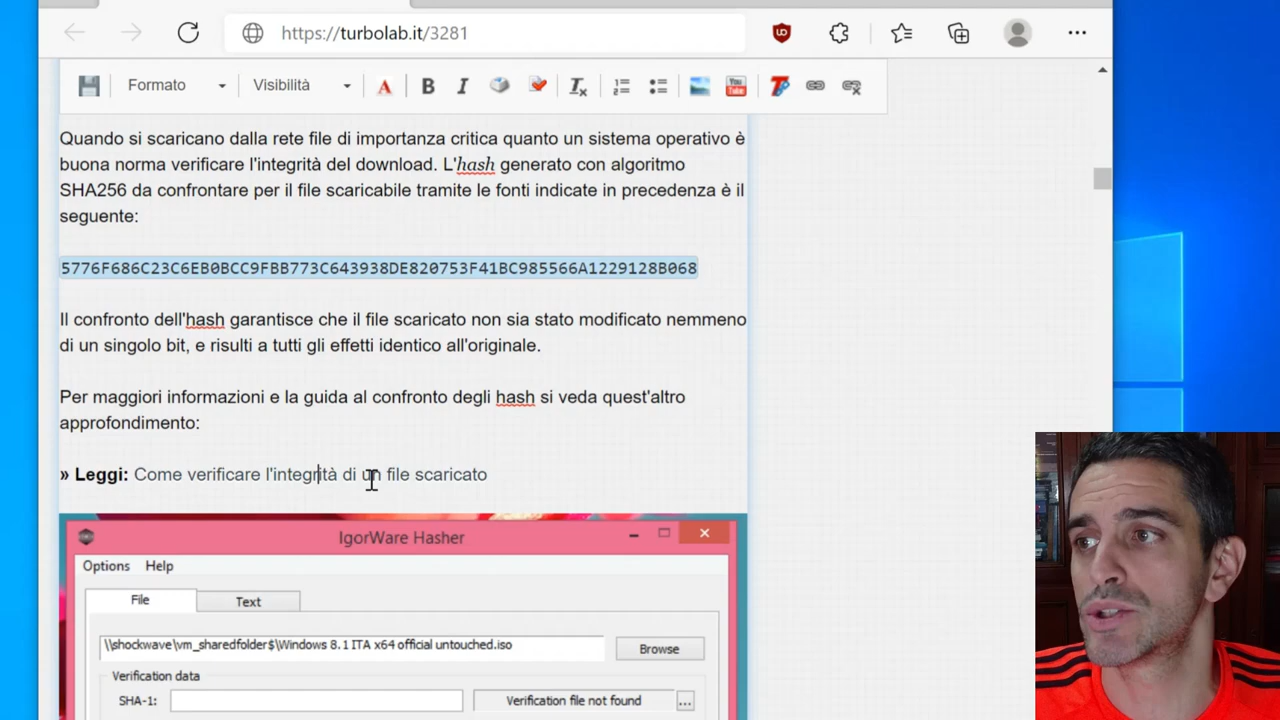 https://turbolab.it/3281
Formato
Visibilità
A
B
I
You Tube
Quando si scaricano dalla rete file di importanza critica quanto un sistema operativo è
buona norma verificare l'integrità del download. L'hash generato con algoritmo
SHA256 da confrontare per il file scaricabile tramite le fonti indicate in precedenza è il
seguente:
5776F686C23C6EB0BCC9FBB773C643938DE820753F41BC985566A1229128B068
Il confronto dell'hash garantisce che il file scaricato non sia stato modificato nemmeno
di un singolo bit, e risulti a tutti gli effetti identico all'originale.
Per maggiori informazioni e la guida al confronto degli hash si veda quest'altro
approfondimento:
» Leggi: Come verificare l'integrità di un file scaricato
IgorWare Hasher
Options Help
File Text
\\shockwave\vm_sharedfolder$\Windows 8.1 ITA x64 official untouched.iso
Browse
Verification data
SHA-1:
Verification file not found
...